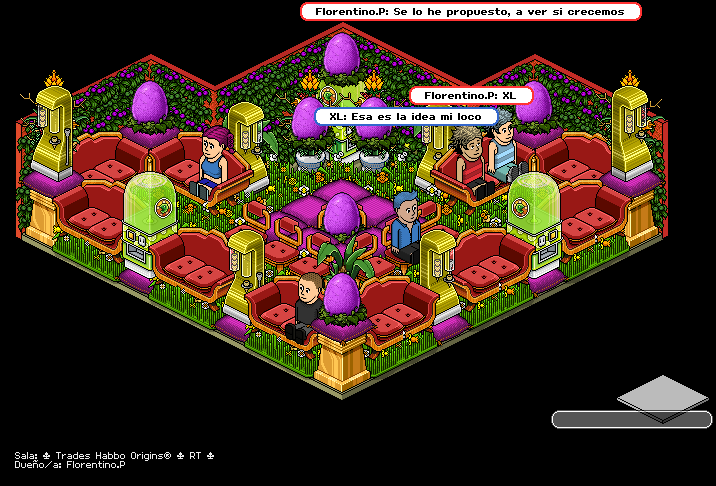 Florentino.P: Se lo he propuesto, a ver si crecemos
Florentino.P: XL
XL: Esa es la idea mi loco
Sala: ♣ Trades Habbo Origins® ♣ RT ♣
Dueño/a: Florentino.P